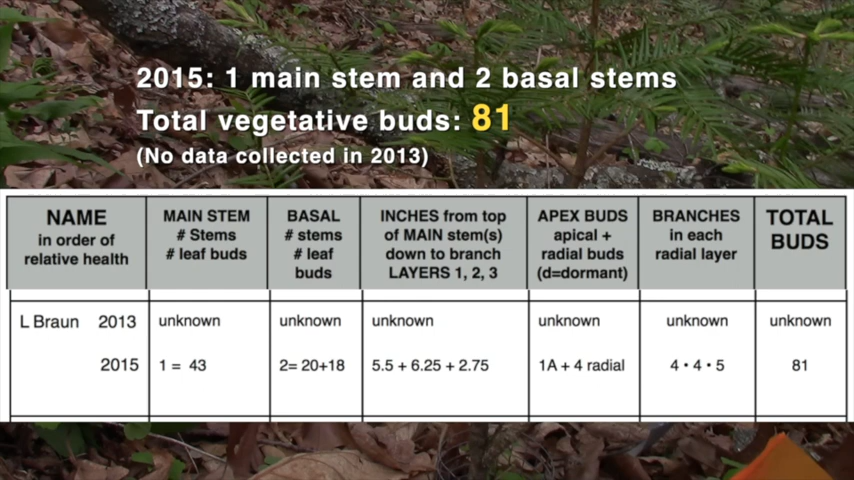 2015: 1 main stem and 2 basal stems
Total vegetative buds: 81
(No data collected in 2013)
NAME
in order of
relative health
MAIN STEM
# Stems
# leaf buds
BASAL
# stems
# leaf
buds
INCHES from top
of MAIN stem(s)
down to branch
LAYERS 1, 2, 3
APEX BUDS
apical +
radial buds
(d=dormant)
BRANCHES
in each
radial layer
TOTAL
BUDS
L Braun 2013 unknown unknown unknown unknown unknown unknown
2015 1 = 43 2= 20+18 5.5 + 6.25 + 2.75 1A + 4 radial 4 • 4 • 5 81